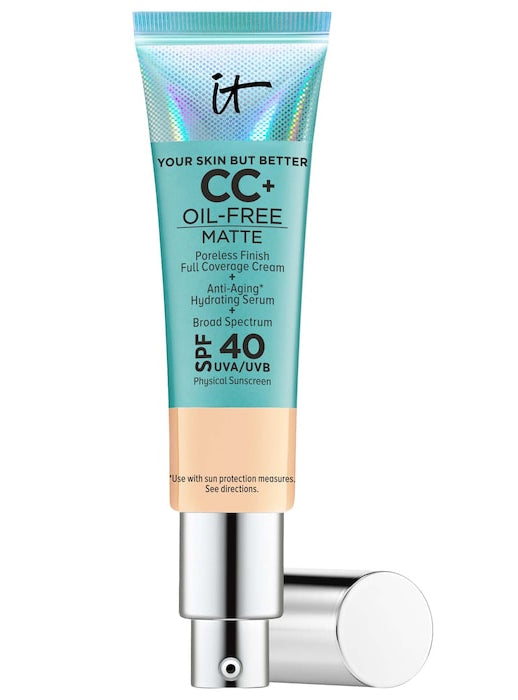 it
YOUR SKIN BUT BETTER
CC+
OIL-FREE
MATTE
Poreless Finish
Full Coverage Cream
+
Anti-Aging*
Hydrating Serum
+
Broad Spectrum
SPF 40
UVA/UVB
Physical Sunscreen
*Use with sun protection measures.
See directions.